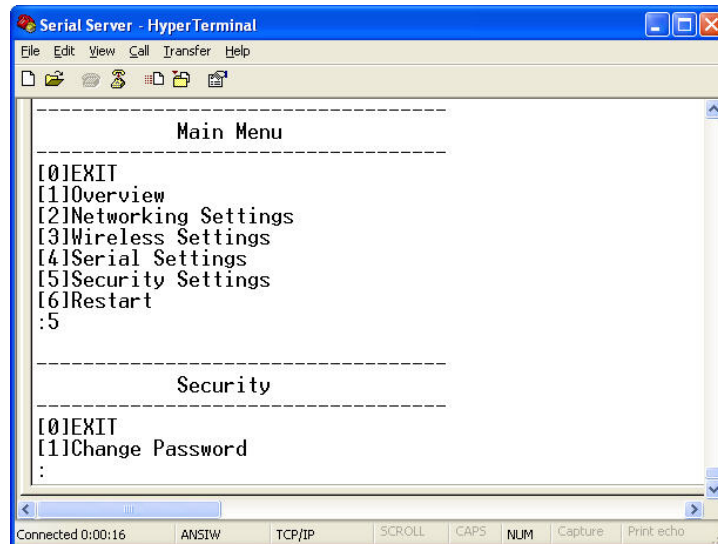 Serial Server - HyperTerminal
File Edit View Call Transfer Help
-----------------------------------
Main Menu
-----------------------------------
[0]EXIT
[1]Overview
[2]Networking Settings
[3]Wireless Settings
[4]Serial Settings
[5]Security Settings
[6]Restart
:5
-----------------------------------
Security
-----------------------------------
[0]EXIT
[1]Change Password
:
Connected 0:00:16 ANSIW TCP/IP SCROLL CAPS NUM Capture Print echo